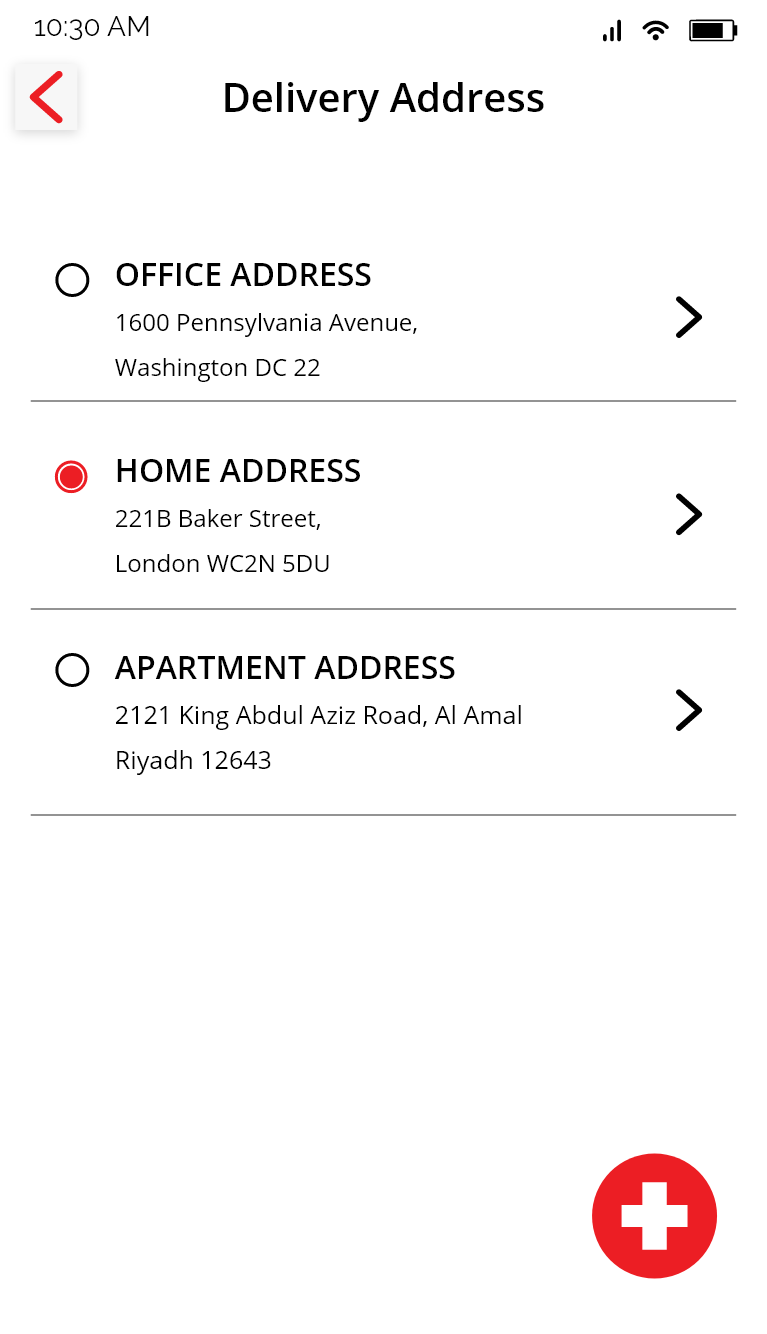 10:30 AM
Delivery Address
OFFICE ADDRESS
1600 Pennsylvania Avenue,
Washington DC 22
HOME ADDRESS
221B Baker Street,
London WC2N 5DU
APARTMENT ADDRESS
2121 King Abdul Aziz Road, Al Amal
Riyadh 12643